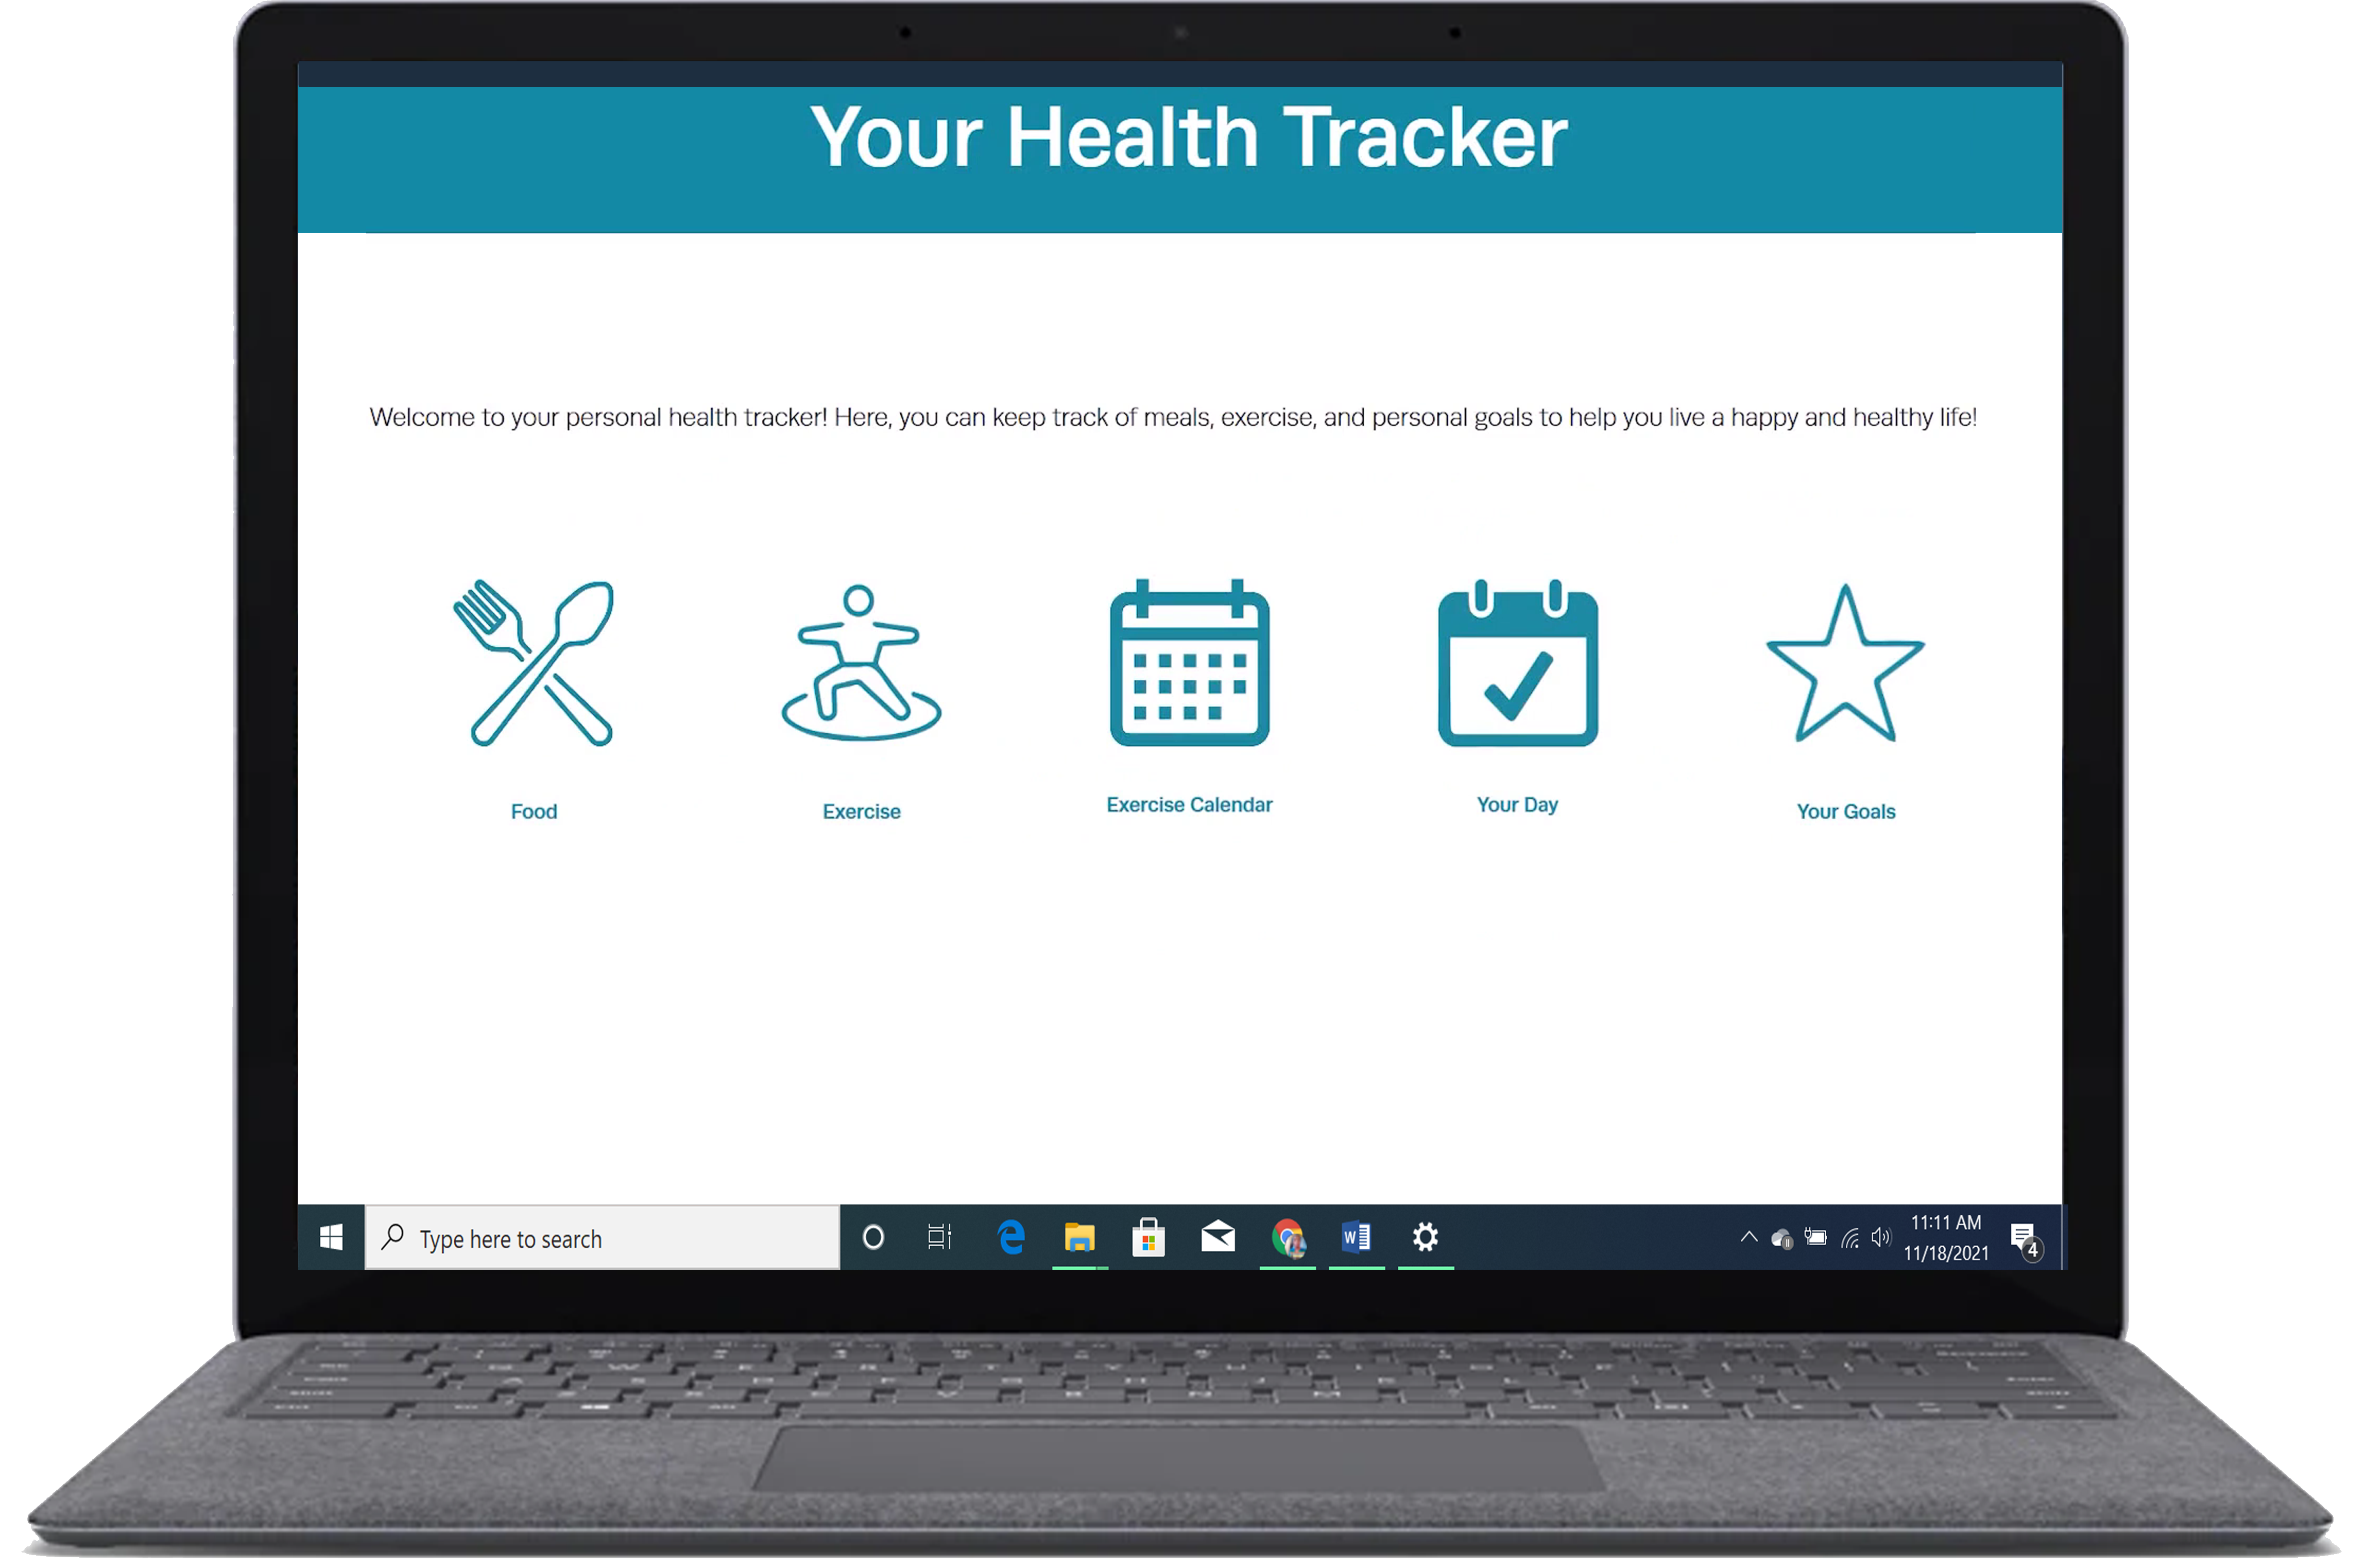 Your Health Tracker
Welcome to your personal health tracker! Here, you can keep track of meals, exercise, and personal goals to help you live a happy and healthy life!
Food
Exercise
Exercise Calendar
Your Day
Your Goals
Type here to search
W
11:11 AM
11/18/2021
4